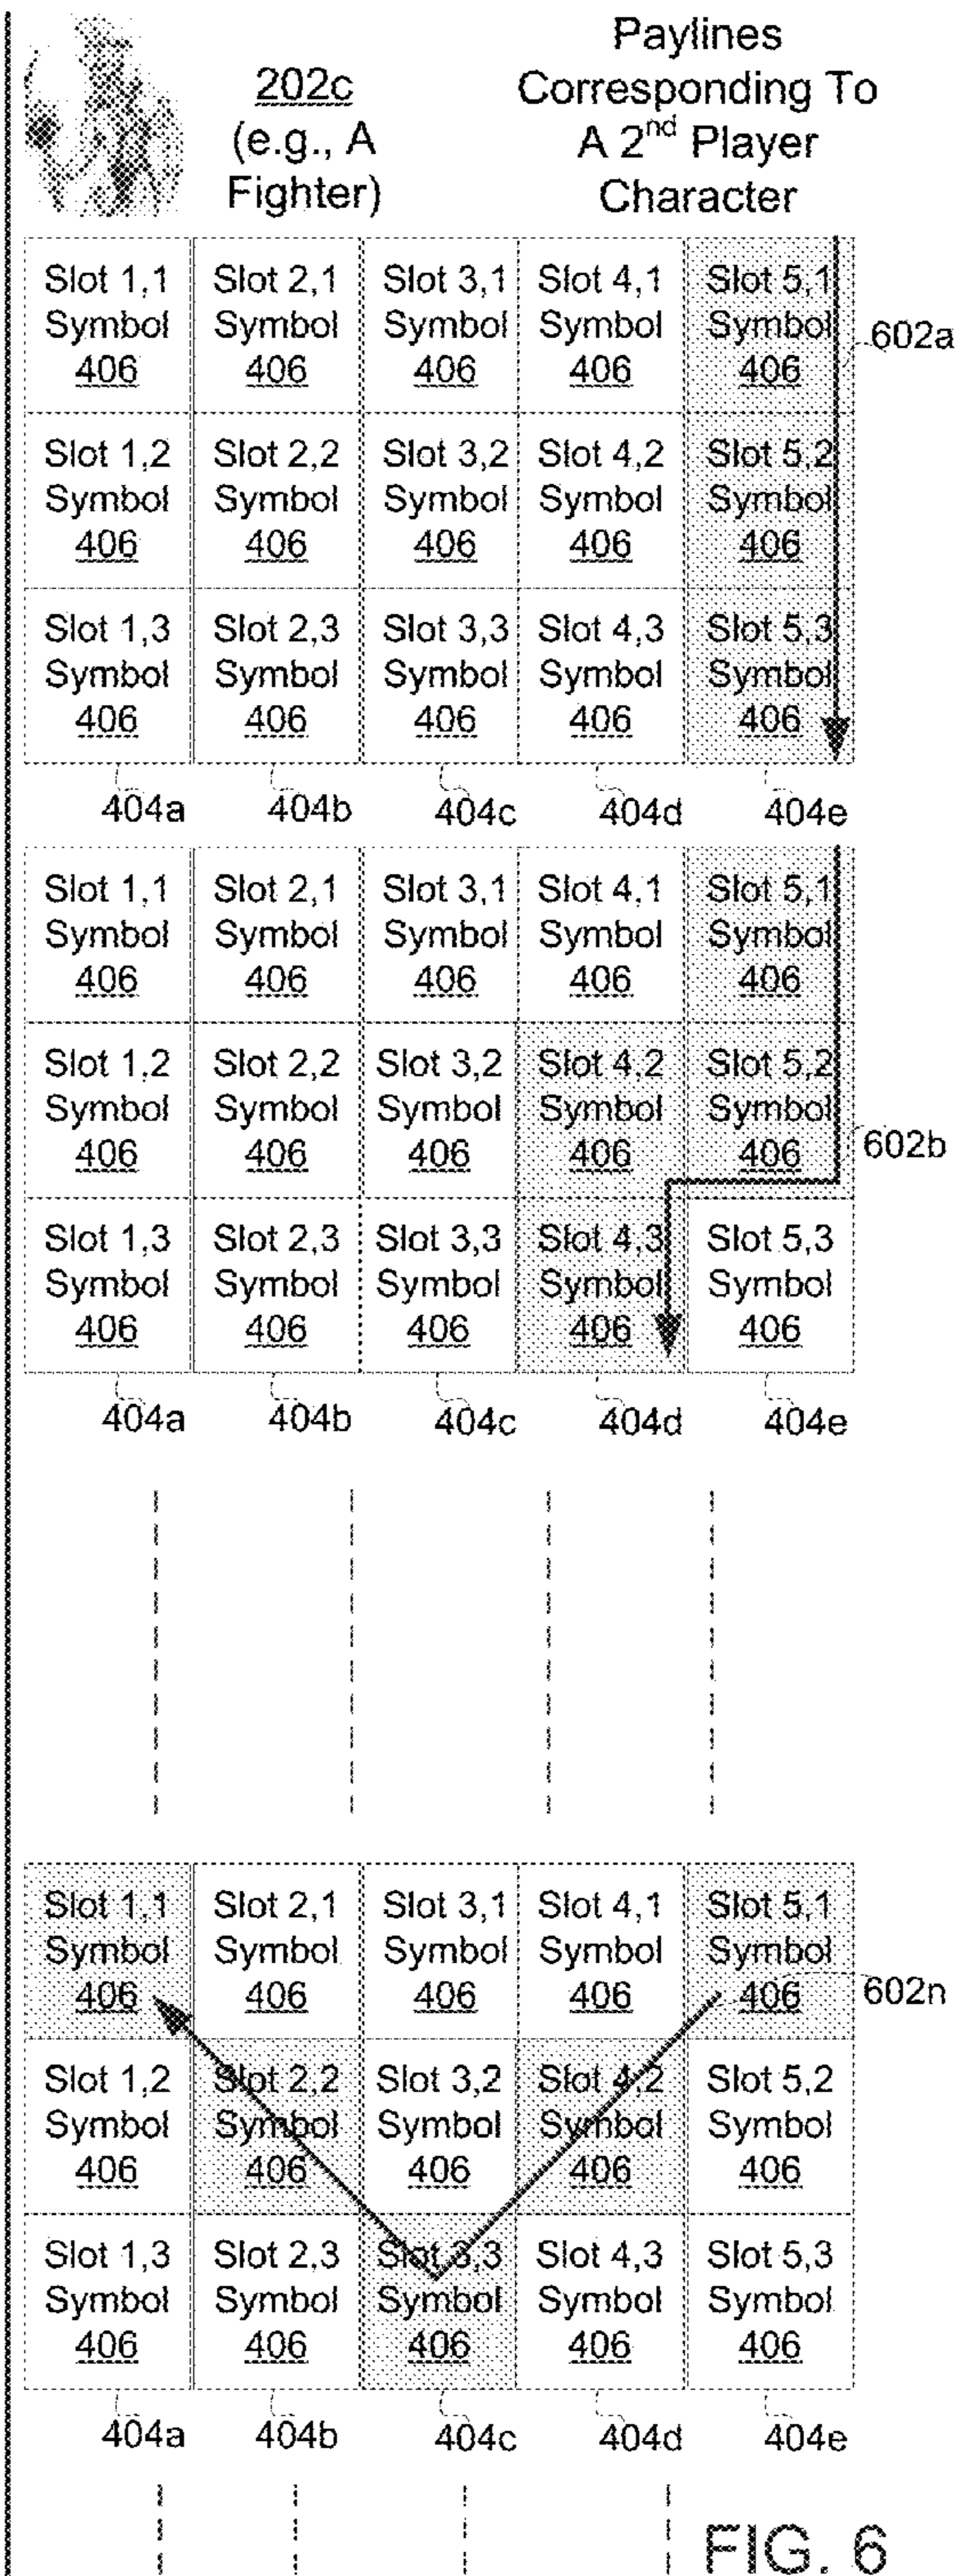 202c
(e.g., A
Fighter)
Paylines
Corresponding To
A 2nd Player
Character
Slot 1,1 Slot 2,1 Slot 3,1 Slot 4,1 Slot 5,1
Symbol Symbol Symbol Symbol Symbol
406 406 406 406 406
602a
Slot 1,2 Slot 2,2 Slot 3,2 Slot 4,2 Slot 5,2
Symbol Symbol Symbol Symbol Symbol
406 406 406 406 406
Slot 1,3 Slot 2,3 Slot 3,3 Slot 4,3 Slot 5,3
Symbol Symbol Symbol Symbol Symbol
406 406 406 406 406
404a 404b 404c 404d 404e
Slot 1,1 Slot 2,1 Slot 3,1 Slot 4,1 Slot 5,1
Symbol Symbol Symbol Symbol Symbol
406 406 406 406 406
Slot 1,2 Slot 2,2 Slot 3,2 Slot 4,2 Slot 5,2
Symbol Symbol Symbol Symbol Symbol
406 406 406 406 406
602b
Slot 1,3 Slot 2,3 Slot 3,3 Slot 4,3 Slot 5,3
Symbol Symbol Symbol Symbol Symbol
406 406 406 406 406
404a 404b 404c 404d 404e
Slot 1,1 Slot 2,1 Slot 3,1 Slot 4,1 Slot 5,1
Symbol Symbol Symbol Symbol Symbol
406 406 406 406 406
602n
Slot 1,2 Slot 2,2 Slot 3,2 Slot 4,2 Slot 5,2
Symbol Symbol Symbol Symbol Symbol
406 406 406 406 406
Slot 1,3 Slot 2,3 Slot 3,3 Slot 4,3 Slot 5,3
Symbol Symbol Symbol Symbol Symbol
406 406 406 406 406
404a 404b 404c 404d 404e
FIG. 6